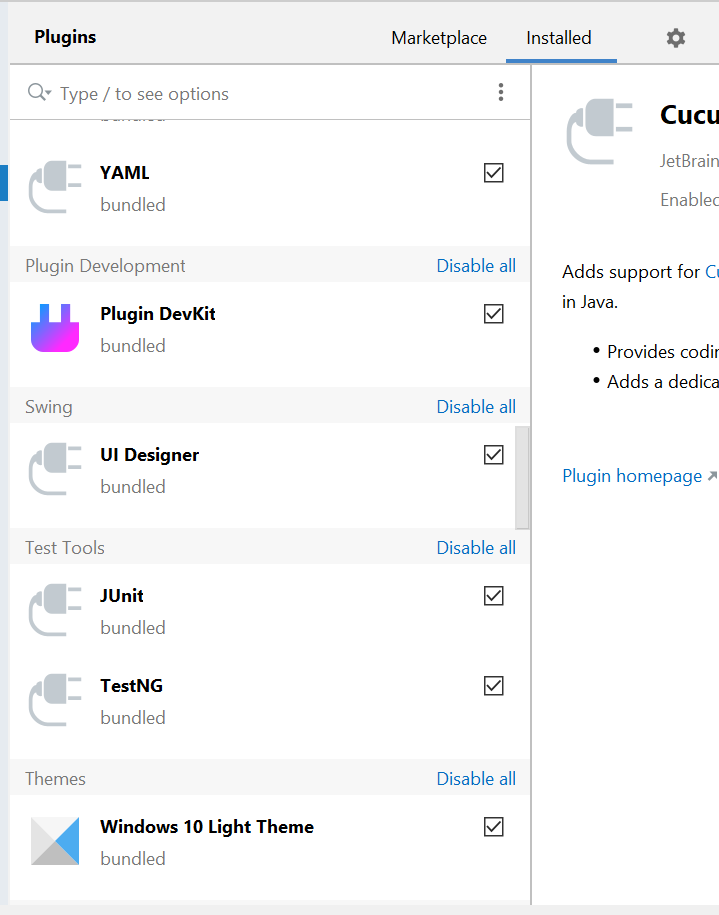 Plugins
Marketplace
Installed
Type / to see options
bundled
YAML
bundled
Plugin Development
Disable all
Plugin DevKit
bundled
Swing
Disable all
UI Designer
bundled
Test Tools
Disable all
JUnit
bundled
TestNG
bundled
Themes
Disable all
Windows 10 Light Theme
bundled
Cucu
JetBrain
Enabled
Adds support for Cu
in Java.
• Provides codin
• Adds a dedica
Plugin homepage